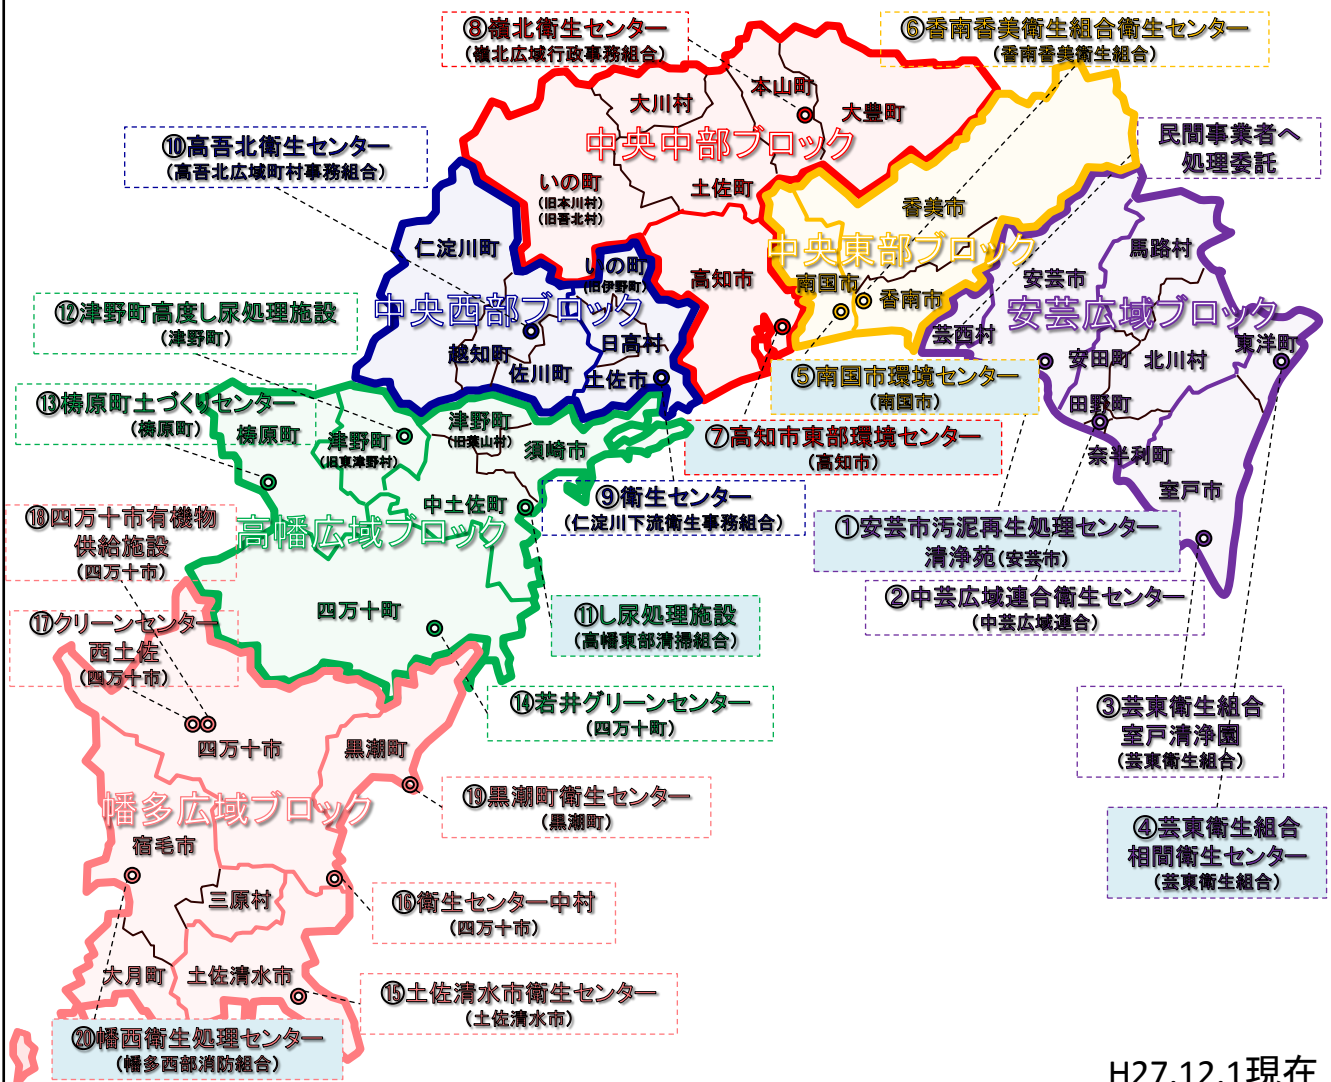 ⑧嶺北衛生センター
(嶺北広域行政事務組合)
⑥香南香美衛生組合衛生センター
(香南香美衛生組合)
本山町
大川村
大豊町
中央中部ブロック
民間事業者へ
処理委託
⑩高吾北衛生センター
(高吾北広域町村事務組合)
いの町
(旧本川村)
(旧吾北村)
土佐町
香美市
仁淀川町
中央東部ブロック
馬路村
いの町
(旧伊野町)
高知市
南国市
香南市
安芸市
⑫津野町高度し尿処理施設
(津野町)
中央西部ブロック
安芸広域ブロック
芸西村
越知町
日高村
佐川町
土佐市
安田町
北川村
東洋町
⑤南国市環境センター
(南国市)
⑬梼原町土づくりセンター
(梼原町)
梼原町
津野町
(旧東津野村)
津野町
(旧葉山村)
須崎市
⑦高知市東部環境センター
(高知市)
田野町
奈半利町
室戸市
中土佐町
⑨衛生センター
(仁淀川下流衛生事務組合)
⑱四万十市有機物
供給施設
(四万十市)
高幡広域ブロック
①安芸市汚泥再生処理センター
清浄苑(安芸市)
②中芸広域連合衛生センター
(中芸広域連合)
四万十町
⑪し尿処理施設
(高幡東部清掃組合)
⑰クリーンセンター
西土佐
(四万十市)
⑭若井グリーンセンター
(四万十町)
③芸東衛生組合
室戸清浄園
(芸東衛生組合)
四万十市
黒潮町
幡多広域ブロック
⑲黒潮町衛生センター
(黒潮町)
④芸東衛生組合
相間衛生センター
(芸東衛生組合)
宿毛市
三原村
⑯衛生センター中村
(四万十市)
大月町
土佐清水市
⑮土佐清水市衛生センター
(土佐清水市)
⑳幡西衛生処理センター
(幡多西部消防組合)
H27.12.1現在